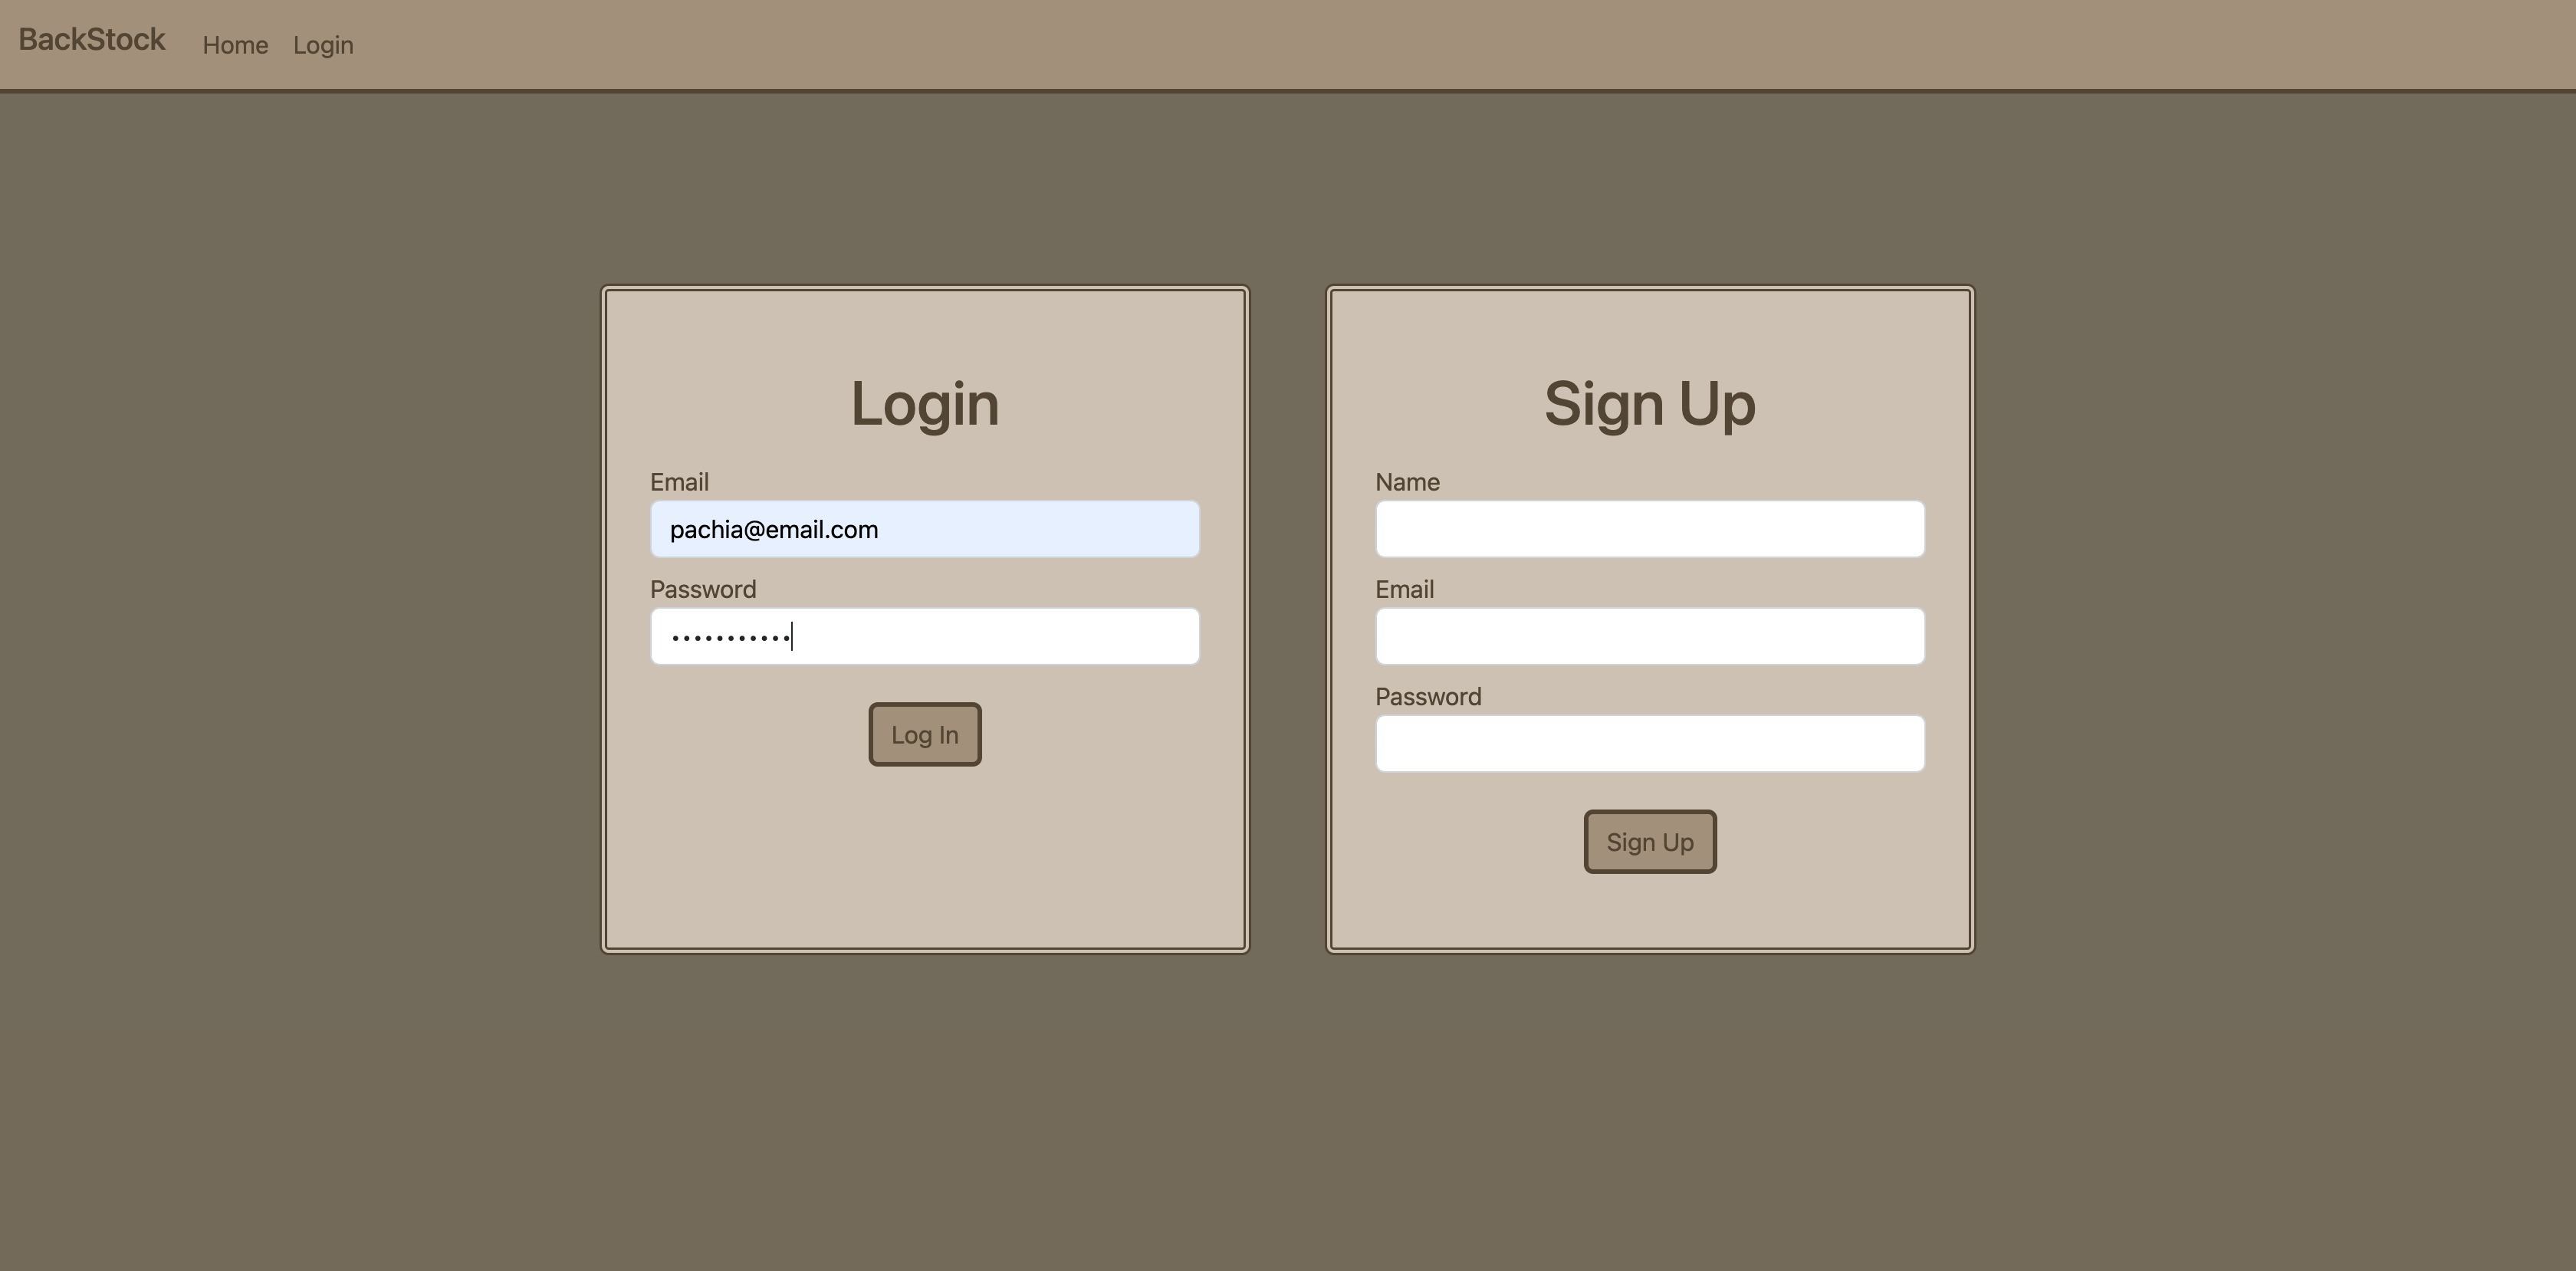 BackStock Home Login
Login
Email
pachia@email.com
Password
•••••••••••
Log In
Sign Up
Name
Email
Password
Sign Up